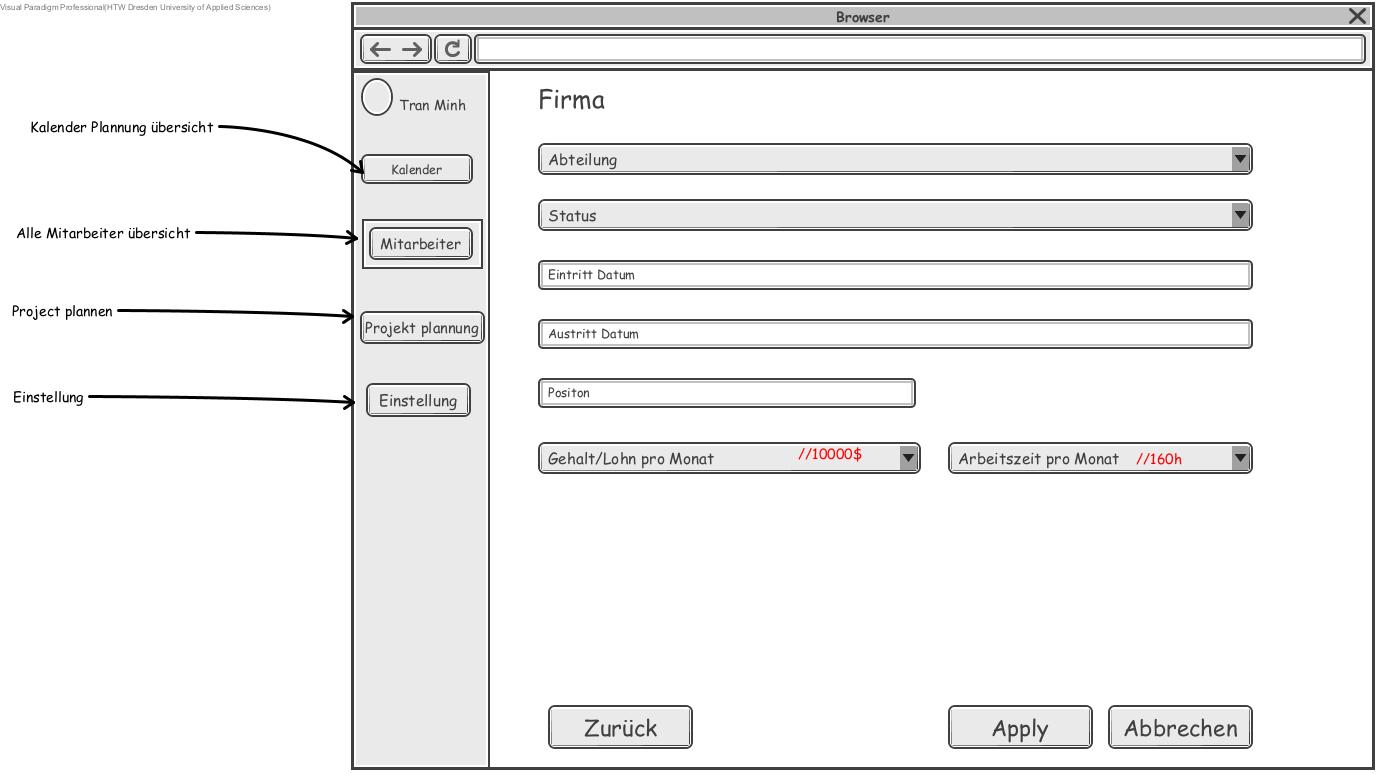 Visual Paradigm Professional(HTW Dresden University of Applied Sciences)
Browser
Tran Minh
Kalender Plannung übersicht
Kalender
Alle Mitarbeiter übersicht
Mitarbeiter
Project plannen
Projekt plannung
Einstellung
Einstellung
Firma
Abteilung
Status
Eintritt Datum
Austritt Datum
Positon
Gehalt/Lohn pro Monat //10000$
Arbeitszeit pro Monat //160h
Zurück
Apply
Abbrechen